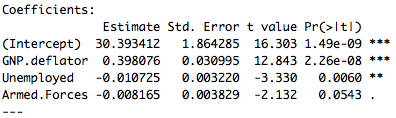 Coefficients:
Estimate Std. Error t value Pr(>|t|)
(Intercept) 30.393412 1.864285 16.303 1.49e-09 ***
GNP.deflator 0.398076 0.030995 12.843 2.26e-08 ***
Unemployed -0.010725 0.003220 -3.330 0.0060 **
Armed.Forces -0.008165 0.003829 -2.132 0.0543 .
---